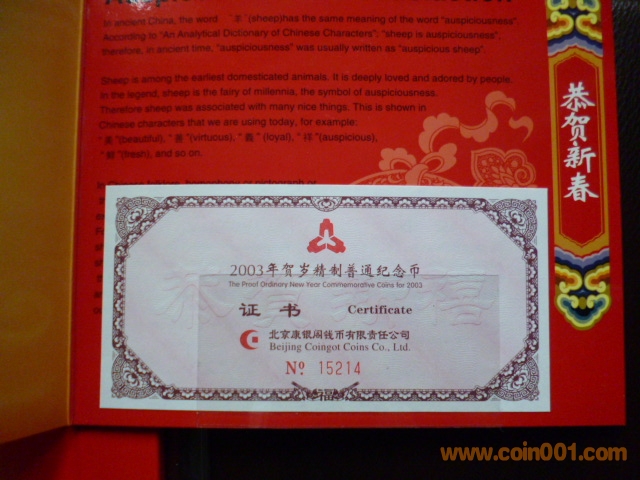 In ancient China, the word "羊"(sheep)has the same meaning of the word "auspiciousness".
According to "An Analytical Dictionary of Chinese Characters", "sheep is auspiciousness",
therefore, in ancient time, "auspiciousness" was usually written as "auspicious sheep".
Sheep is among the earliest domesticated animals. It is deeply loved and adored by people.
In the legend, sheep is the fairy of millennia, the symbol of auspiciousness.
Therefore sheep was associated with many nice things. This is shown in
Chinese characters that we are using today, for example;
"美"(beautiful), "善"(virtucus), "義"(loyal), "祥"(auspicious),
"鲜"(fresh), and so on.
恭贺新春
2003年贺岁精制普通纪念币
The Proof Ordinary New-Year Commemorative Coins for 2003
证书 Certificate
北京康银阁钱币有限责任公司
Beijing Coingot Coins Co., Ltd.
Nº 15214
www.coin001.com